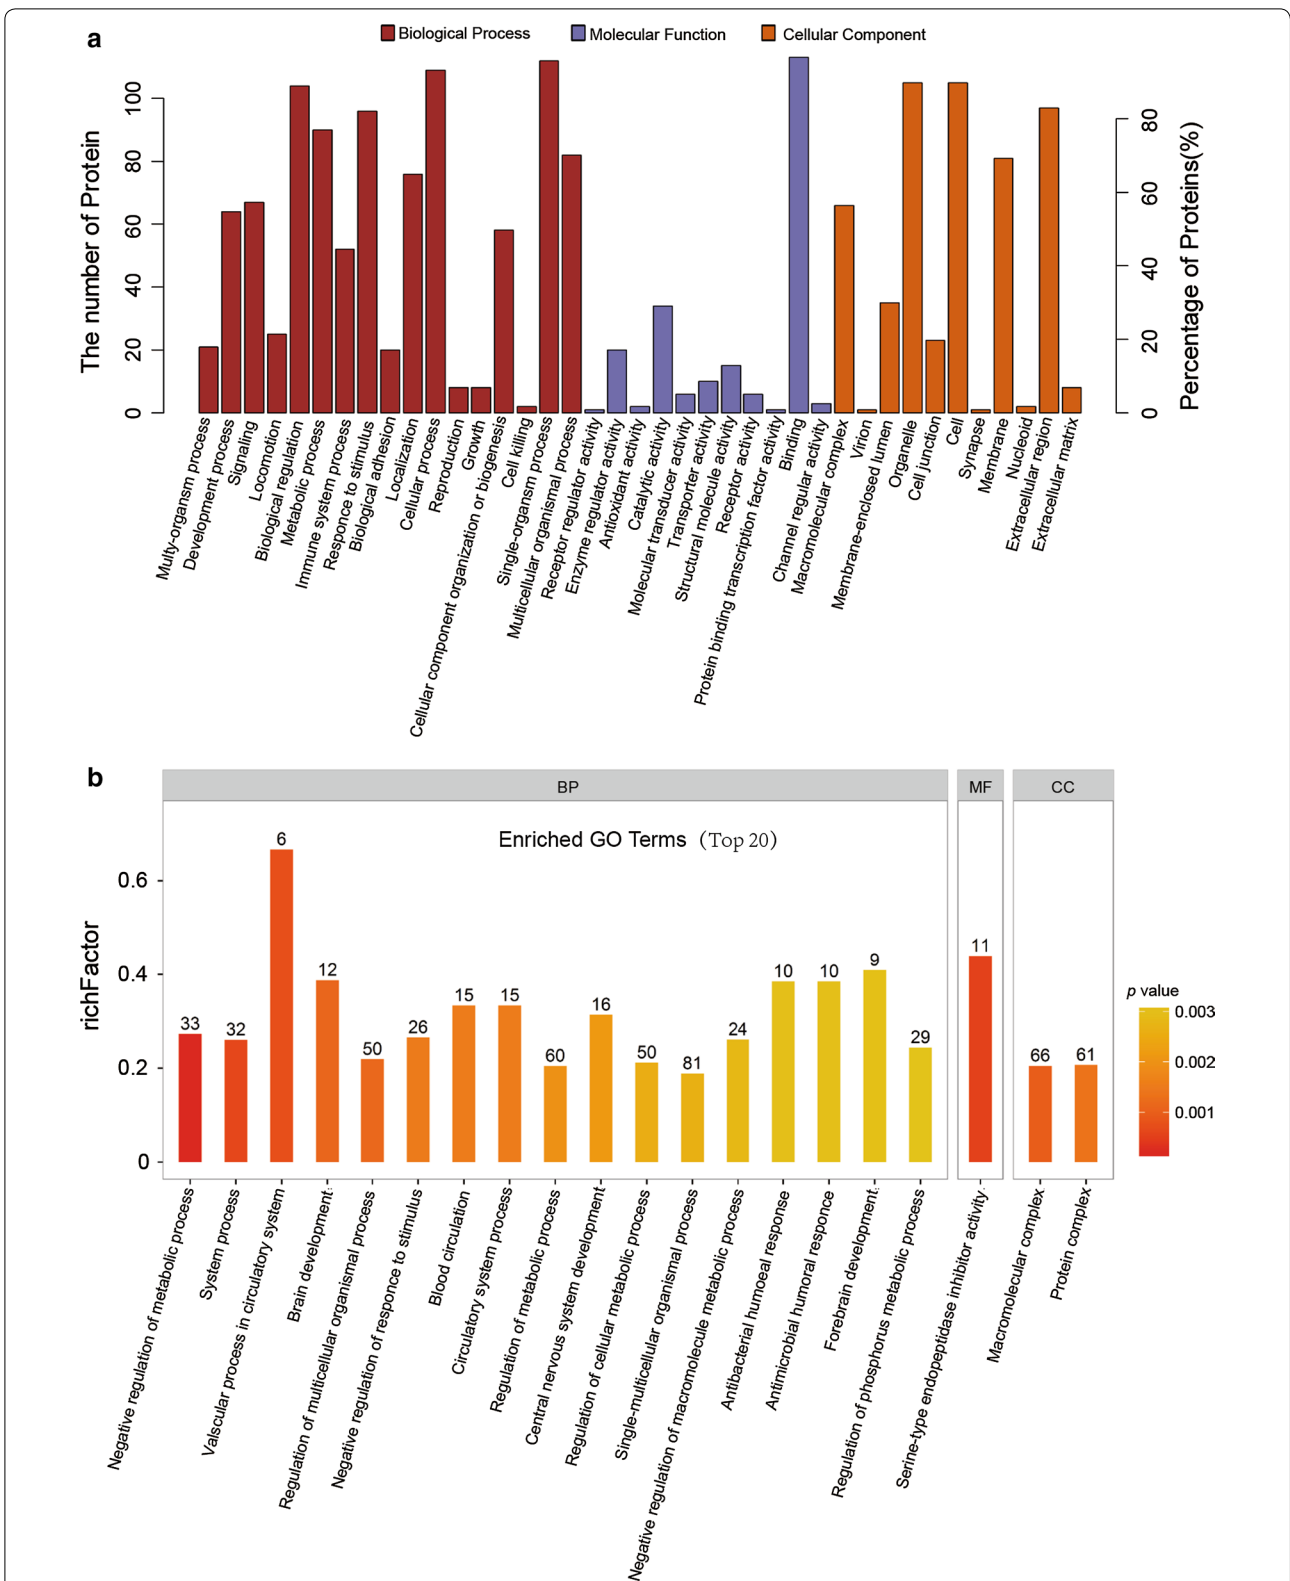 a
Biological Process
Molecular Function
Cellular Component
The number of Protein
0
20
40
60
80
100
Percentage of Proteins(%)
0
20
40
60
80
Multy-organsm process
Development process
Signaling
Locomotion
Biological regulation
Metabolic process
Immune system process
Responce to stimulus
Biological adhesion
Localization
Cellular process
Reproduction
Growth
Cellular component organization or biogenesis
Cell killing
Single-organism process
Multicellular organismal process
Receptor regulator activity
Enzyme regulator activity
Antioxidant activity
Catalytic activity
Molecular transducer activity
Transporter activity
Structural molecule activity
Receptor activity
Protein binding transcription factor activity
Binding
Channel regular activity
Macromolecular complex
Virion
Membrane-enclosed lumen
Organelle
Cell junction
Cell
Synapse
Membrane
Nucleoid
Extracellular region
Extracellular matrix
b
BP
MF
CC
Enriched GO Terms (Top 20)
richFactor
0.6
0.4
0.2
0
33
32
6
12
50
26
15
15
60
16
50
81
24
10
10
9
29
11
66
61
p value
0.003
0.002
0.001
Negative regulation of metabolic process
System process
Valscular process in circulatory system
Brain development
Regulation of multicellular organismal process
Negative regulation of responce to stimulus
Blood circulation
Circulatory system process
Regulation of metabolic process
Central nervous system development
Regulation of cellular metabolic process
Single-multicellular organismal process
Negative regulation of macromolecule metabolic process
Antibacterial humoeral response
Antimicrobial humoral responce
Forebrain development
Regulation of phosphorus metabolic process
Serine-type endopeptidase inhibitor activity
Macromolecular complex
Protein complex